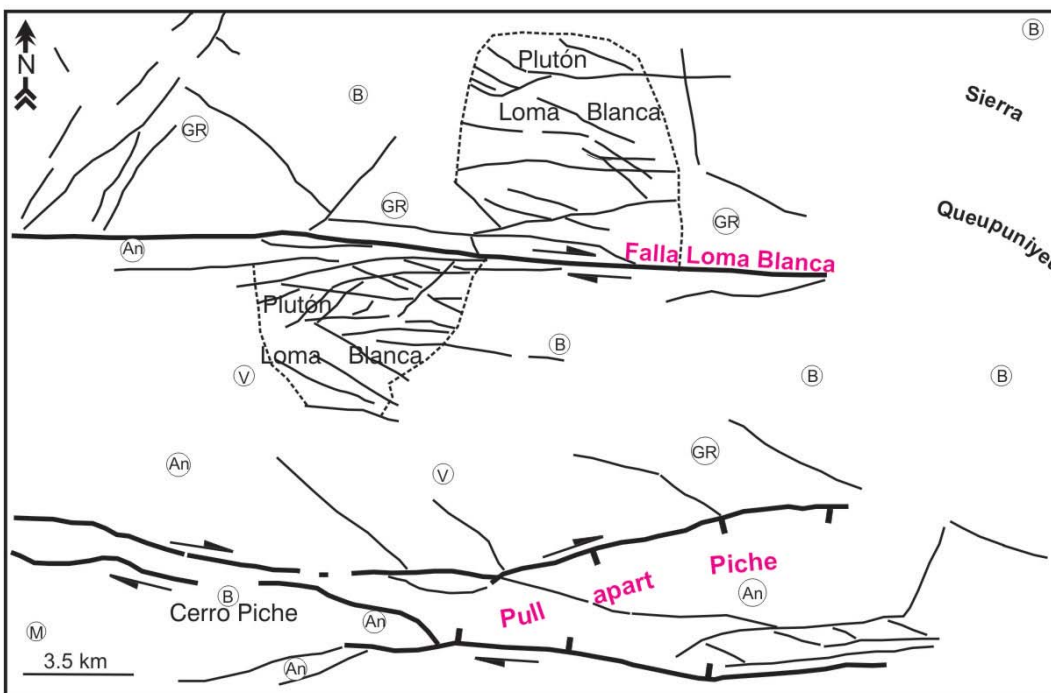 N
B
Plutón
Sierra
B
Loma Blanca
GR
Queupuniyeu
GR
GR
An
Falla Loma Blanca
Plutón
B
Loma Blanca
V
B
B
GR
An
V
Piche
apart
Pull
An
B
Cerro Piche
An
M
3.5 km
An